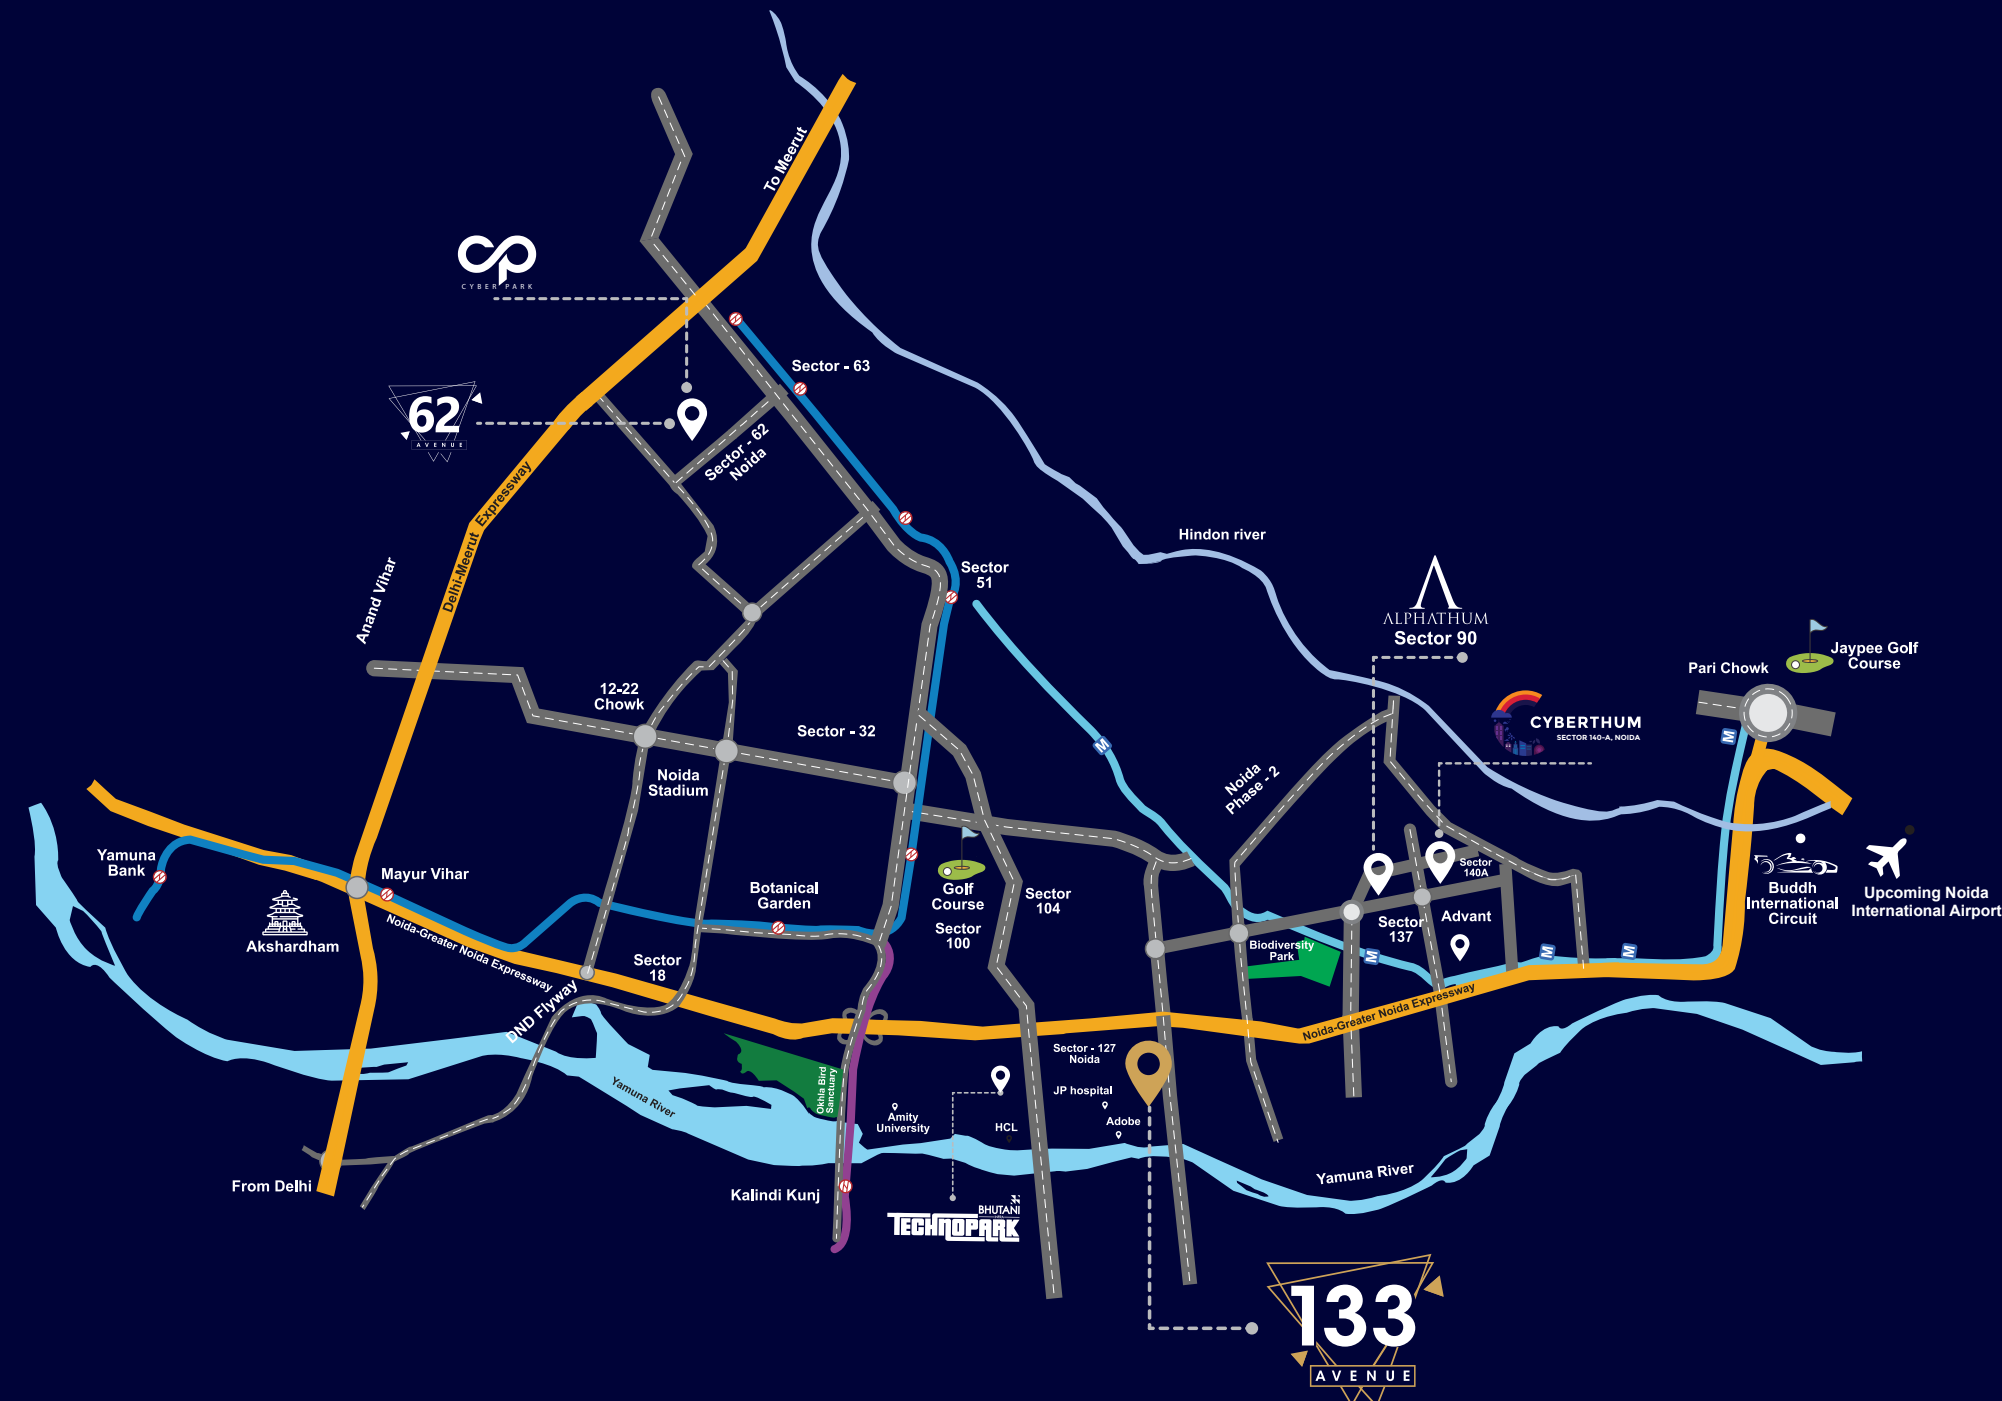 To Meerut
CP
CYBER PARK
Sector - 63
62
AVENUE
Sector - 62
Noida
Delhi-Meerut Expressway
Anand Vihar
Hindon river
Sector
51
ALPHATHUM
Sector 90
Jaypee Golf
Course
Pari Chowk
12-22
Chowk
Sector - 32
CYBERTHUM
SECTOR 140-A, NOIDA
Noida
Stadium
Noida
Phase - 2
Yamuna
Bank
Mayur Vihar
Botanical
Garden
Golf
Course
Sector
100
Sector
104
Sector
140A
Buddh
International
Circuit
Upcoming Noida
International Airport
Akshardham
Noida-Greater Noida Expressway
Sector
137
Advant
Biodiversity
Park
M
M
M
M
M
Sector
18
DND Flyway
Noida-Greater Noida Expressway
Sector - 127
Noida
Okhla Bird
Sanctuary
Yamuna River
JP hospital
Amity
University
HCL
Adobe
From Delhi
Kalindi Kunj
Yamuna River
BHUTANI
TECHNOPARK
133
AVENUE